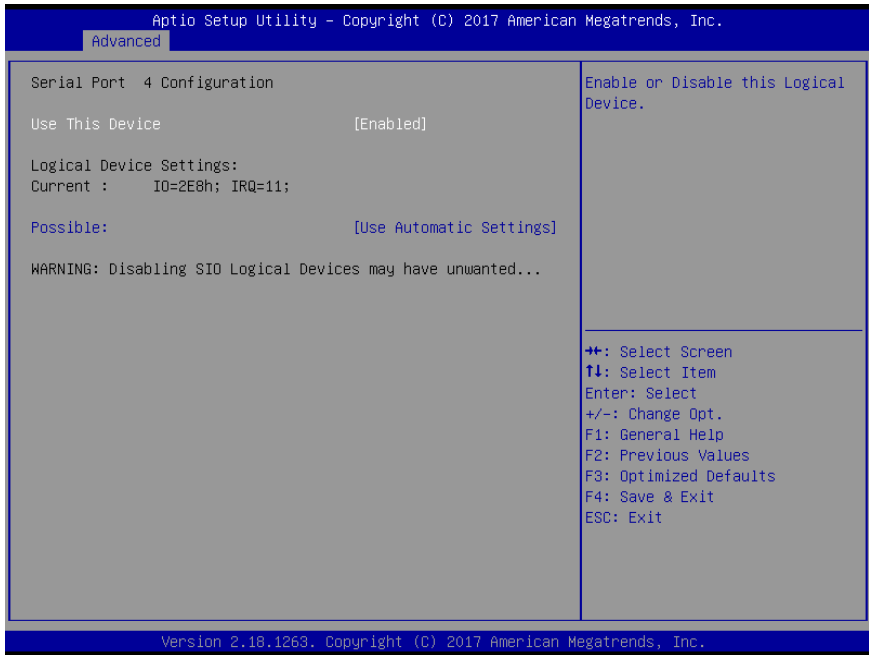 Aptio Setup Utility – Copyright (C) 2017 American Megatrends, Inc.
Advanced
Serial Port 4 Configuration
Use This Device [Enabled]
Logical Device Settings:
Current : IO=2E8h; IRQ=11;
Possible: [Use Automatic Settings]
WARNING: Disabling SIO Logical Devices may have unwanted...
Enable or Disable this Logical
Device.
→←: Select Screen
↑↓: Select Item
Enter: Select
+/-: Change Opt.
F1: General Help
F2: Previous Values
F3: Optimized Defaults
F4: Save & Exit
ESC: Exit
Version 2.18.1263. Copyright (C) 2017 American Megatrends, Inc.